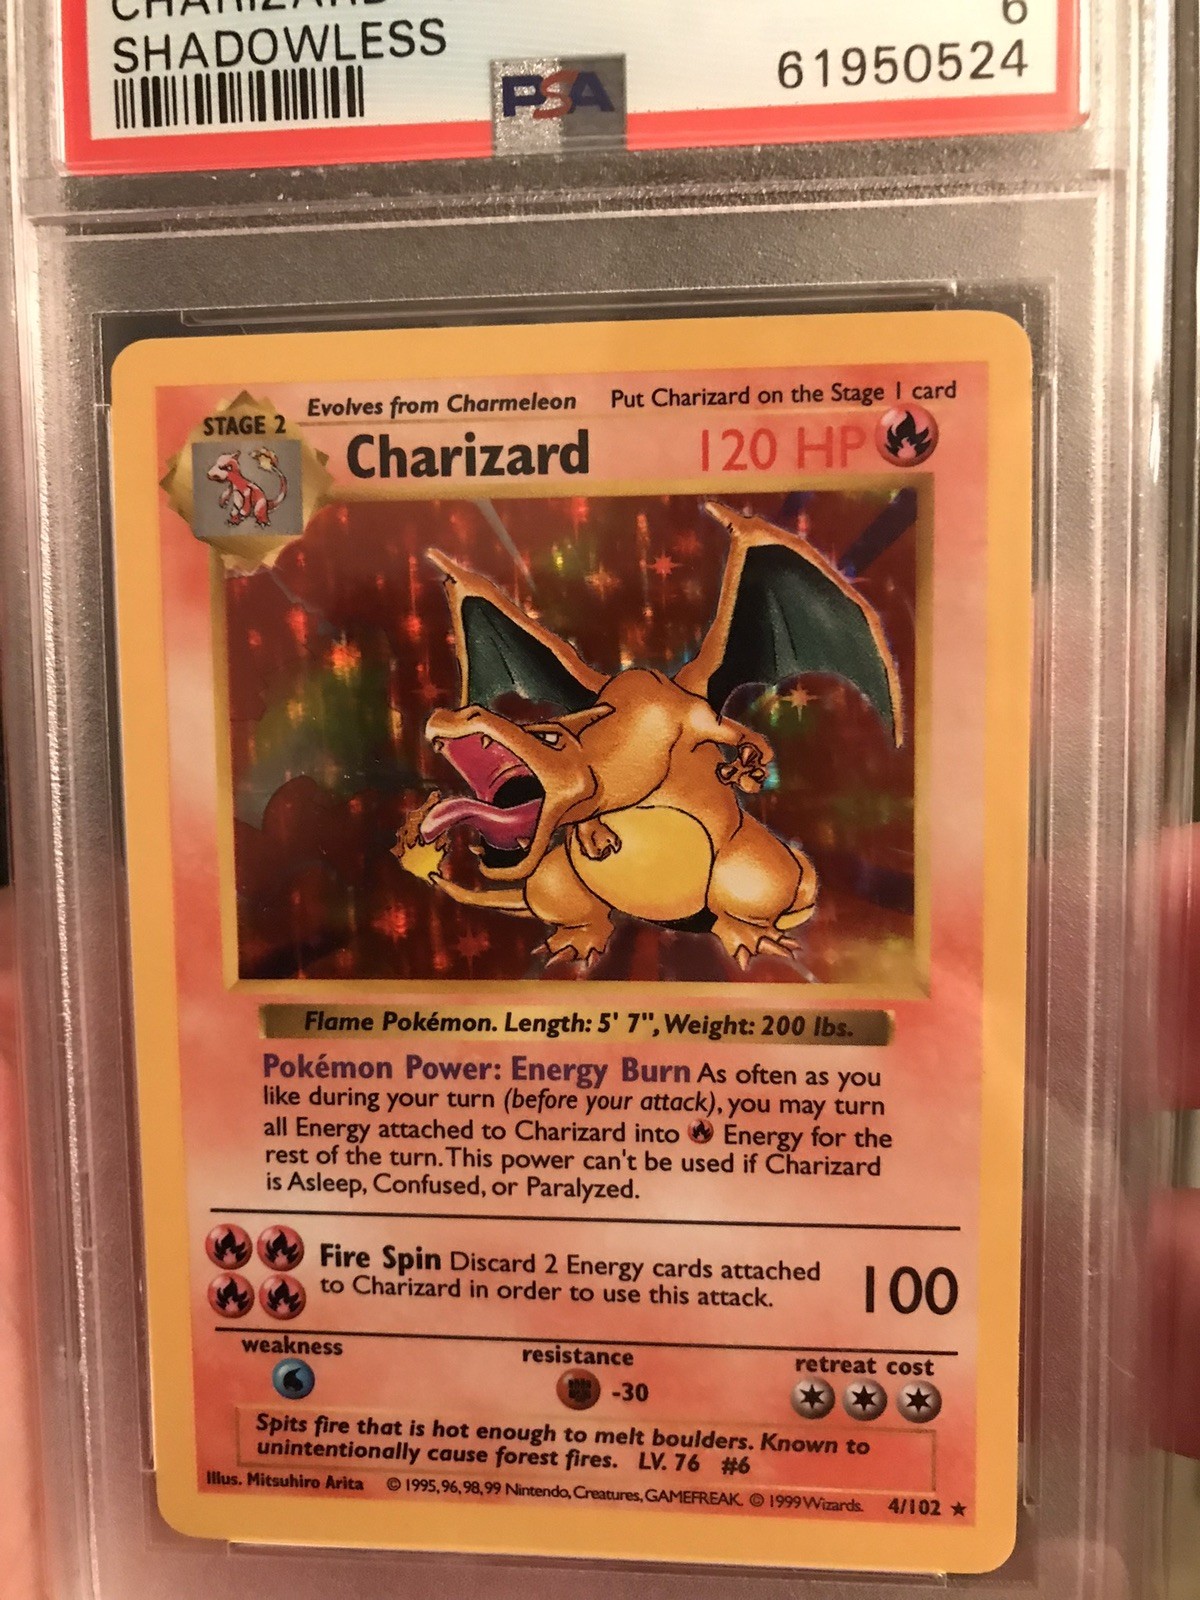 CHARIZARD
SHADOWLESS
6
61950524
PSA
Evolves from Charmeleon Put Charizard on the Stage 1 card
STAGE 2
Charizard 120 HP
Flame Pokémon. Length: 5' 7", Weight: 200 lbs.
Pokémon Power: Energy Burn As often as you
like during your turn (before your attack), you may turn
all Energy attached to Charizard into Energy for the
rest of the turn. This power can't be used if Charizard
is Asleep, Confused, or Paralyzed.
Fire Spin Discard 2 Energy cards attached
to Charizard in order to use this attack.
100
weakness resistance retreat cost
-30
Spits fire that is hot enough to melt boulders. Known to
unintentionally cause forest fires. LV. 76 #6
Illus. Mitsuhiro Arita © 1995, 96, 98, 99 Nintendo, Creatures, GAMEFREAK. © 1999 Wizards. 4/102 ★